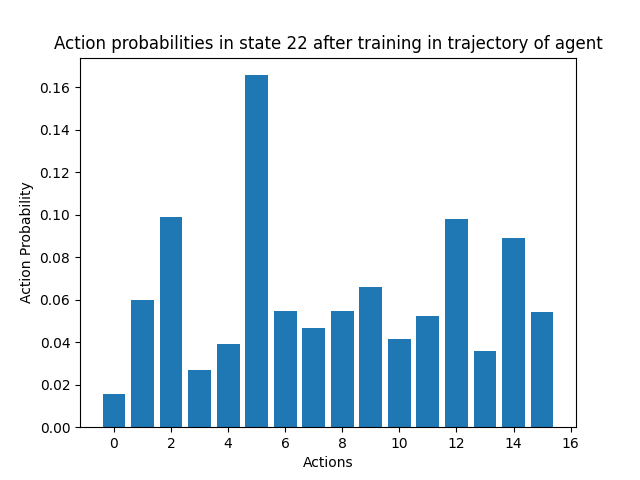 Action probabilities in state 22 after training in trajectory of agent
Action Probability
0.16
0.14
0.12
0.10
0.08
0.06
0.04
0.02
0.00
0 2 4 6 8 10 12 14 16
Actions